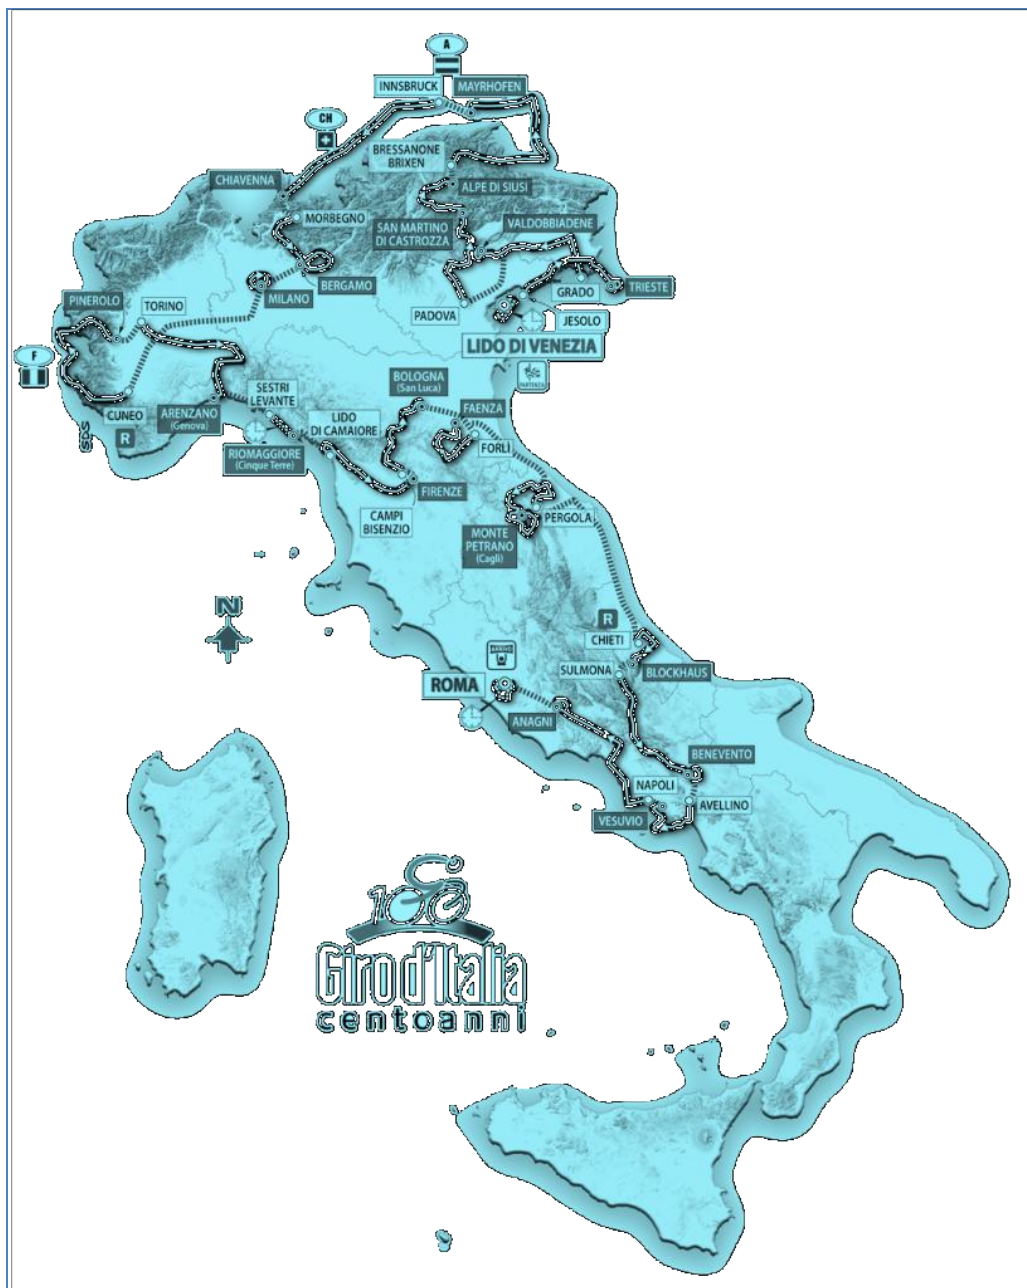 A
INNSBRUCK
MAYRHOFEN
CH
BRESSANONE
BRIXEN
CHIAVENNA
ALPE DI SIUSI
MORBEGNO
SAN MARTINO
DI CASTROZZA
VALDOBBIADENE
BERGAMO
PINEROLO
TORINO
MILANO
PADOVA
GRADO
TRIESTE
JESOLO
LIDO DI VENEZIA
F
PARTENZA
BOLOGNA
(San Luca)
SESTRI
LEVANTE
FAENZA
CUNEO
ARENZANO
(Genova)
LIDO
DI CAMAIORE
SDS
R
FORLÌ
RIOMAGGIORE
(Cinque Terre)
FIRENZE
CAMPI
BISENZIO
PERGOLA
MONTE
PETRANO
(Cagli)
N
R
CHIETI
ARRIVO
SULMONA
BLOCKHAUS
ROMA
ANAGNI
BENEVENTO
NAPOLI
AVELLINO
VESUVIO
100
Giro d'Italia
centoanni